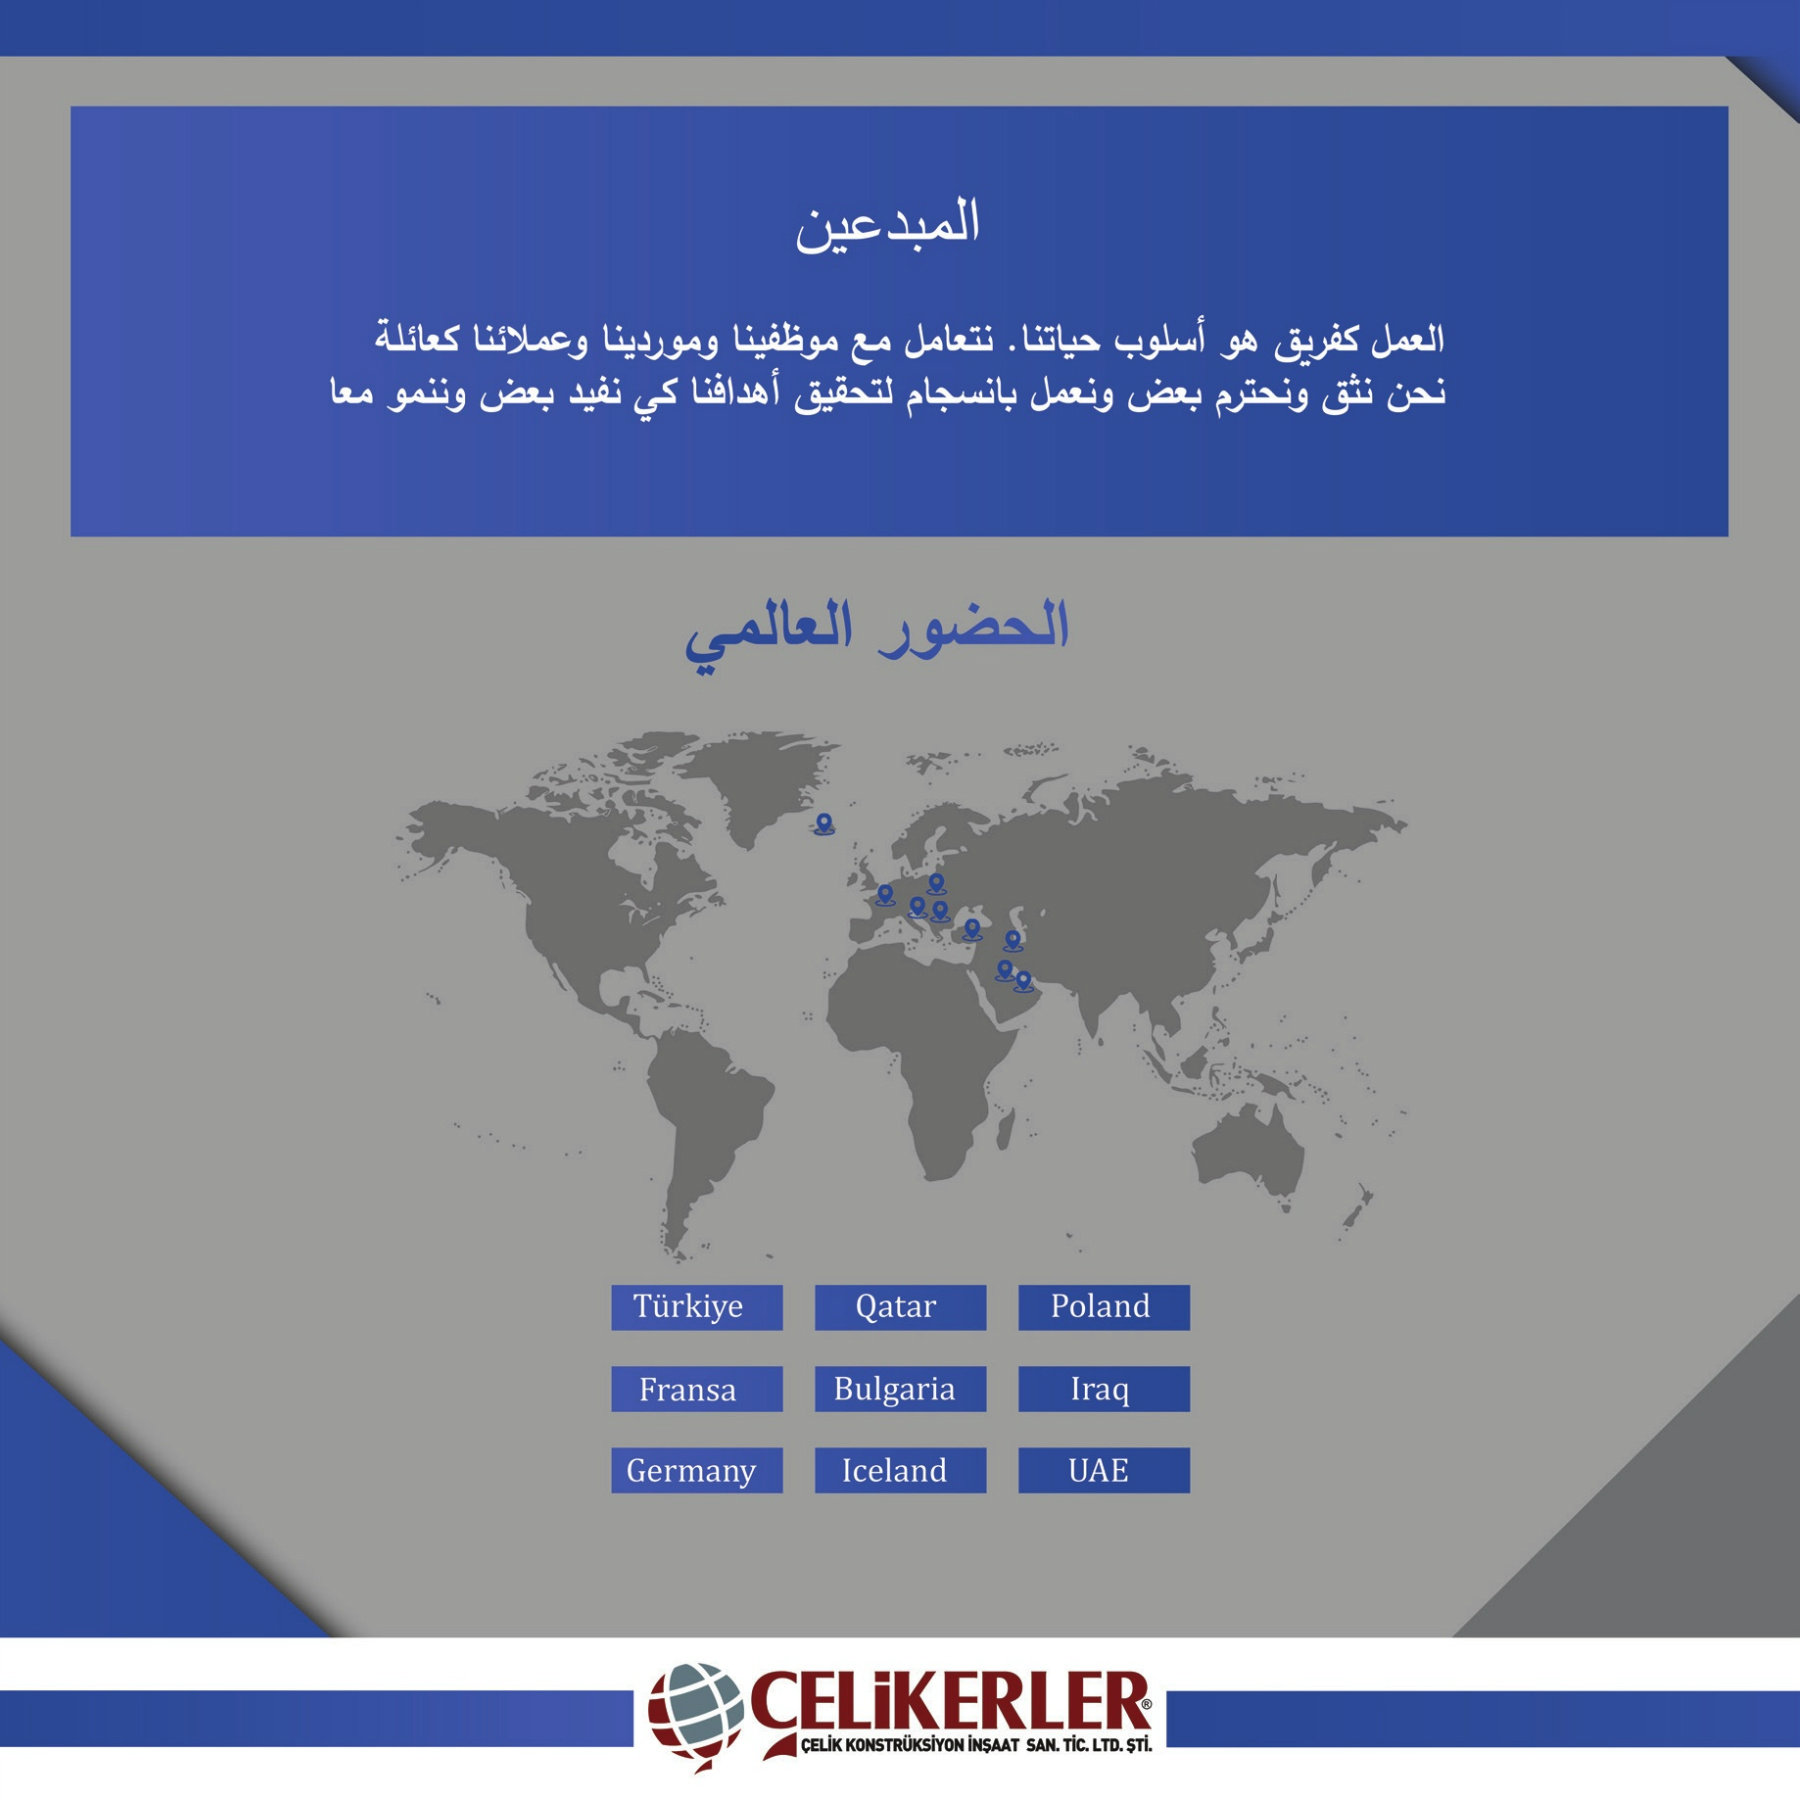 المبدعين
العمل كفريق هو أسلوب حياتنا. نتعامل مع موظفينا وموردينا وعملائنا كعائلة
نحن نثق ونحترم بعض ونعمل بانسجام لتحقيق أهدافنا كي نفيد بعض وننمو معا
الحضور العالمي
Türkiye Qatar Poland
Fransa Bulgaria Iraq
Germany Iceland UAE
ÇELiKERLER®
ÇELİK KONSTRÜKSİYON İNŞAAT SAN. TİC. LTD. ŞTİ.